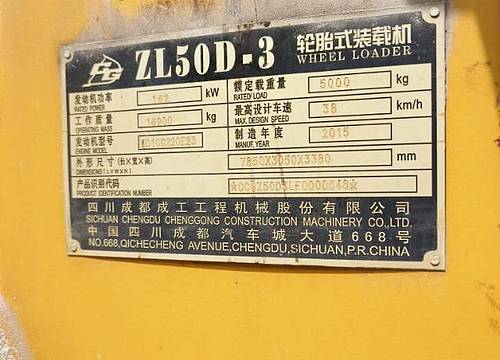 CG ZL50D-3 轮胎式装载机
WHEEL LOADER
发动机功率 162 kW 额定载重量 5000 kg
RATED POWER RATED LOAD
工作质量 16900 kg 最高设计车速 38 km/h
OPERATING MASS MAX. DESIGN SPEED
发动机型号 制造年度 2015
ENGINE MODEL MANUF. YEAR
外形尺寸(长×宽×高) 7850X3050X3380 mm
DIMENSIONS(L×W×H)
产品识别代码
PRODUCT IDENTIFICATION NUMBER
四川成都成工工程机械股份有限公司
SICHUAN CHENGDU CHENGGONG CONSTRUCTION MACHINERY CO.,LTD.
中国四川成都汽车城大道668号
NO.668,QICHECHENG AVENUE,CHENGDU,SICHUAN,P.R.CHINA